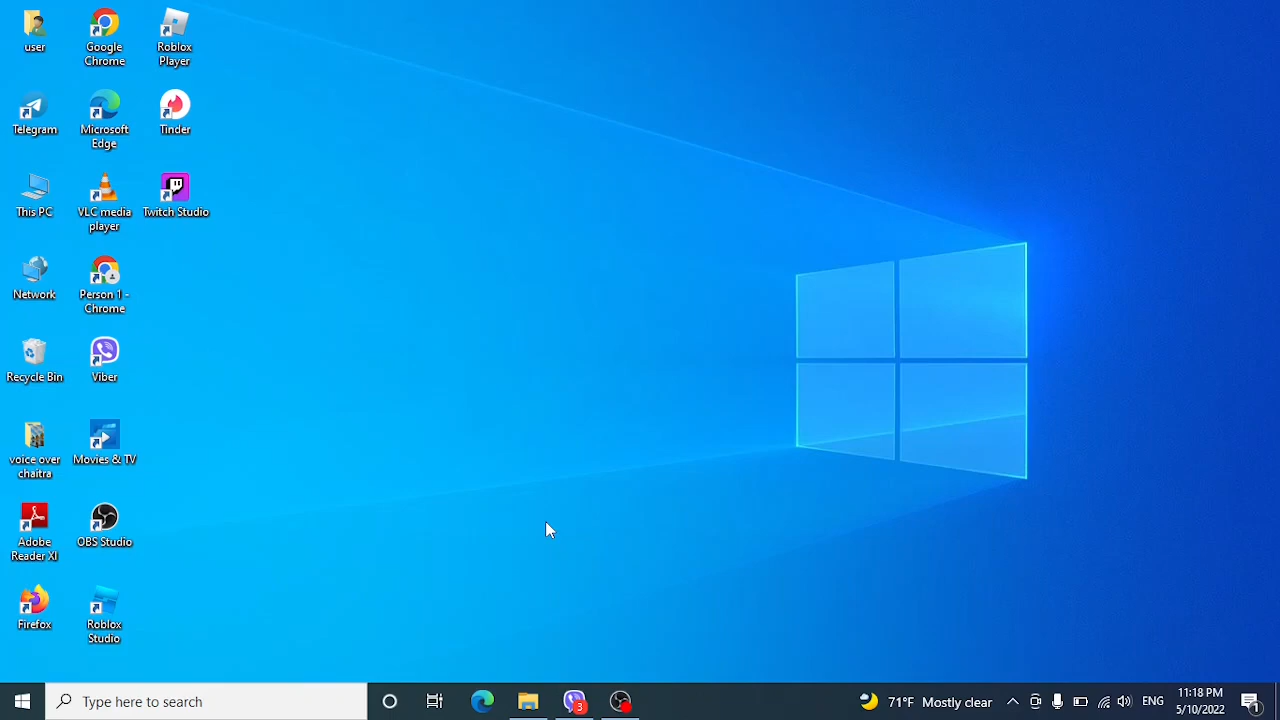 user
Google
Chrome
Roblox
Player
Telegram
Microsoft
Edge
Tinder
This PC
VLC media
player
Twitch Studio
Network
Person 1 -
Chrome
Recycle Bin
Viber
voice over
chaitra
Movies & TV
Adobe
Reader XI
OBS Studio
Firefox
Roblox
Studio
Type here to search
3
71°F Mostly clear
ENG
11:18 PM
5/10/2022
1